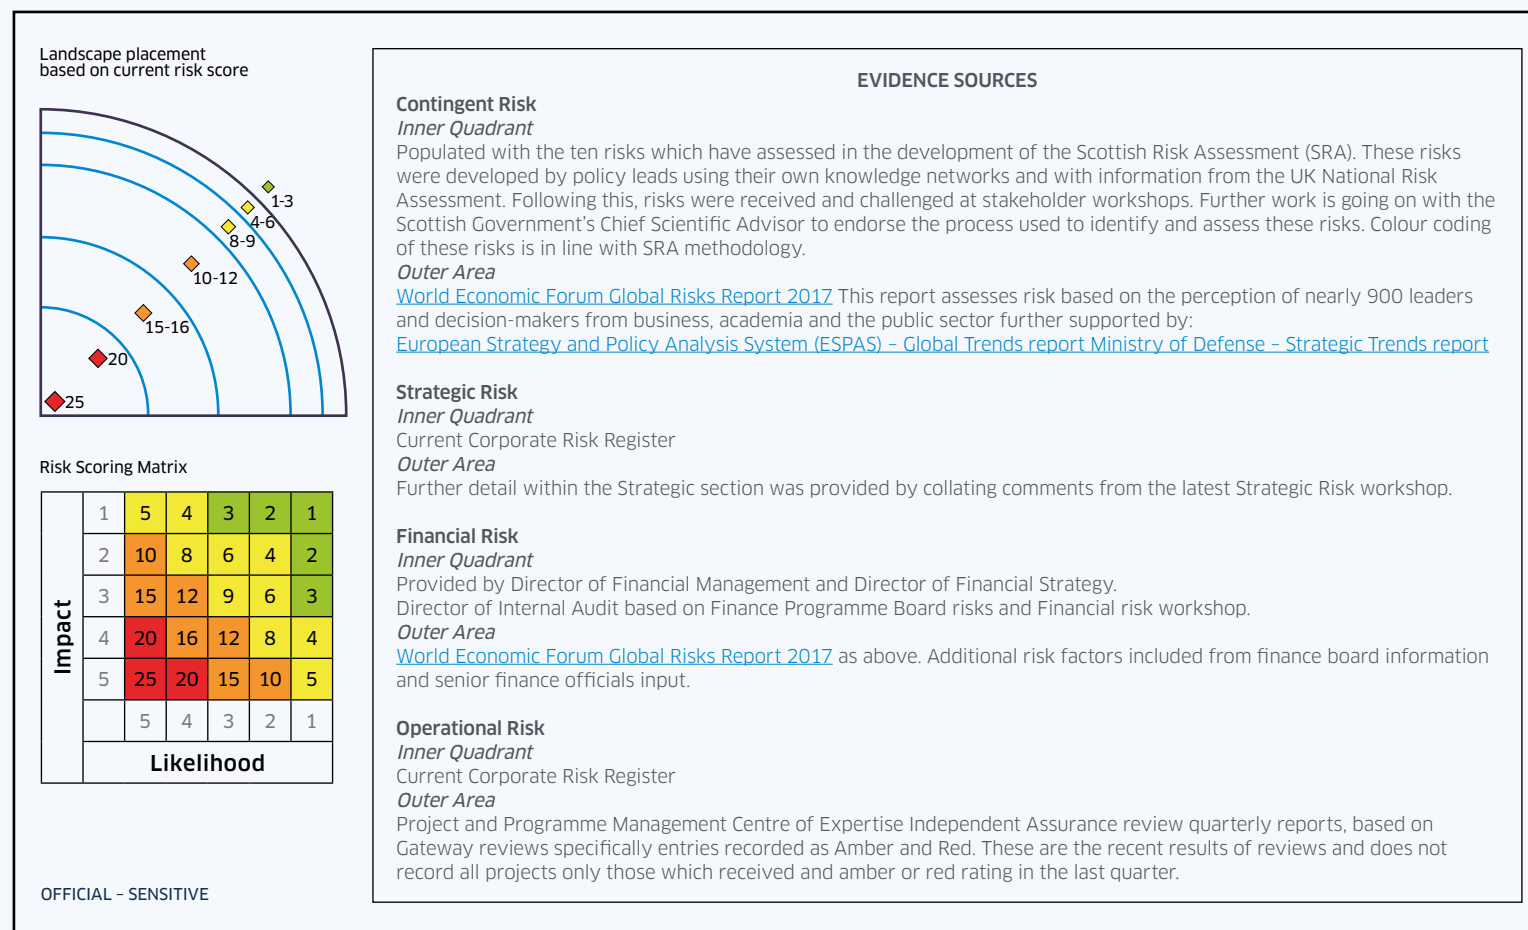 Landscape placement
based on current risk score
1-3
4-6
8-9
10-12
15-16
20
25
Risk Scoring Matrix
Impact
1 5 4 3 2 1
2 10 8 6 4 2
3 15 12 9 6 3
4 20 16 12 8 4
5 25 20 15 10 5
5 4 3 2 1
Likelihood
OFFICIAL – SENSITIVE
EVIDENCE SOURCES
Contingent Risk
Inner Quadrant
Populated with the ten risks which have assessed in the development of the Scottish Risk Assessment (SRA). These risks
were developed by policy leads using their own knowledge networks and with information from the UK National Risk
Assessment. Following this, risks were received and challenged at stakeholder workshops. Further work is going on with the
Scottish Government's Chief Scientific Advisor to endorse the process used to identify and assess these risks. Colour coding
of these risks is in line with SRA methodology.
Outer Area
World Economic Forum Global Risks Report 2017 This report assesses risk based on the perception of nearly 900 leaders
and decision-makers from business, academia and the public sector further supported by:
European Strategy and Policy Analysis System (ESPAS) – Global Trends report Ministry of Defense – Strategic Trends report
Strategic Risk
Inner Quadrant
Current Corporate Risk Register
Outer Area
Further detail within the Strategic section was provided by collating comments from the latest Strategic Risk workshop.
Financial Risk
Inner Quadrant
Provided by Director of Financial Management and Director of Financial Strategy.
Director of Internal Audit based on Finance Programme Board risks and Financial risk workshop.
Outer Area
World Economic Forum Global Risks Report 2017 as above. Additional risk factors included from finance board information
and senior finance officials input.
Operational Risk
Inner Quadrant
Current Corporate Risk Register
Outer Area
Project and Programme Management Centre of Expertise Independent Assurance review quarterly reports, based on
Gateway reviews specifically entries recorded as Amber and Red. These are the recent results of reviews and does not
record all projects only those which received and amber or red rating in the last quarter.